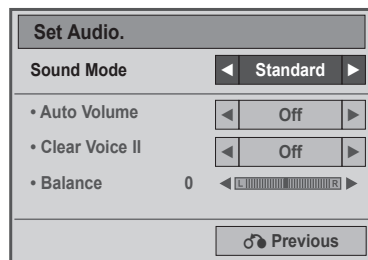 Set Audio.
Sound Mode ◀ Standard ▶
• Auto Volume ◀ Off ▶
• Clear Voice II ◀ Off ▶
• Balance 0 ◀ L R ▶
Previous